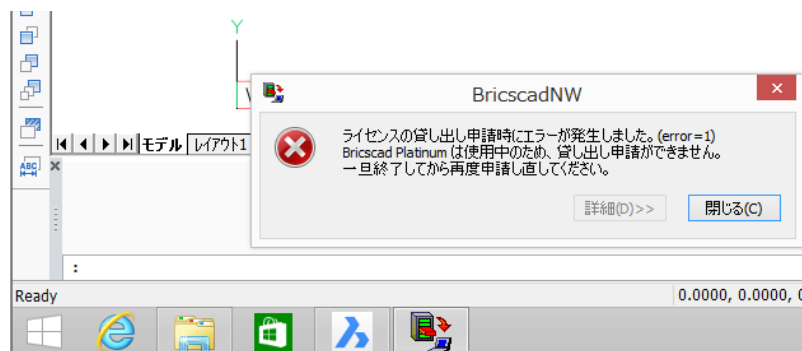 Y
BricscadNW
ライセンスの貸し出し申請時にエラーが発生しました。(error=1)
Bricscad Platinum は使用中のため、貸し出し申請ができません。
一旦終了してから再度申請し直してください。
モデル レイアウト1
ABC
詳細(D)>>
閉じる(C)
:
Ready
0.0000, 0.0000,